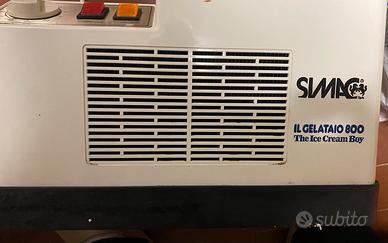 SIMAC
IL GELATAIO 800
The Ice Cream Boy
subito